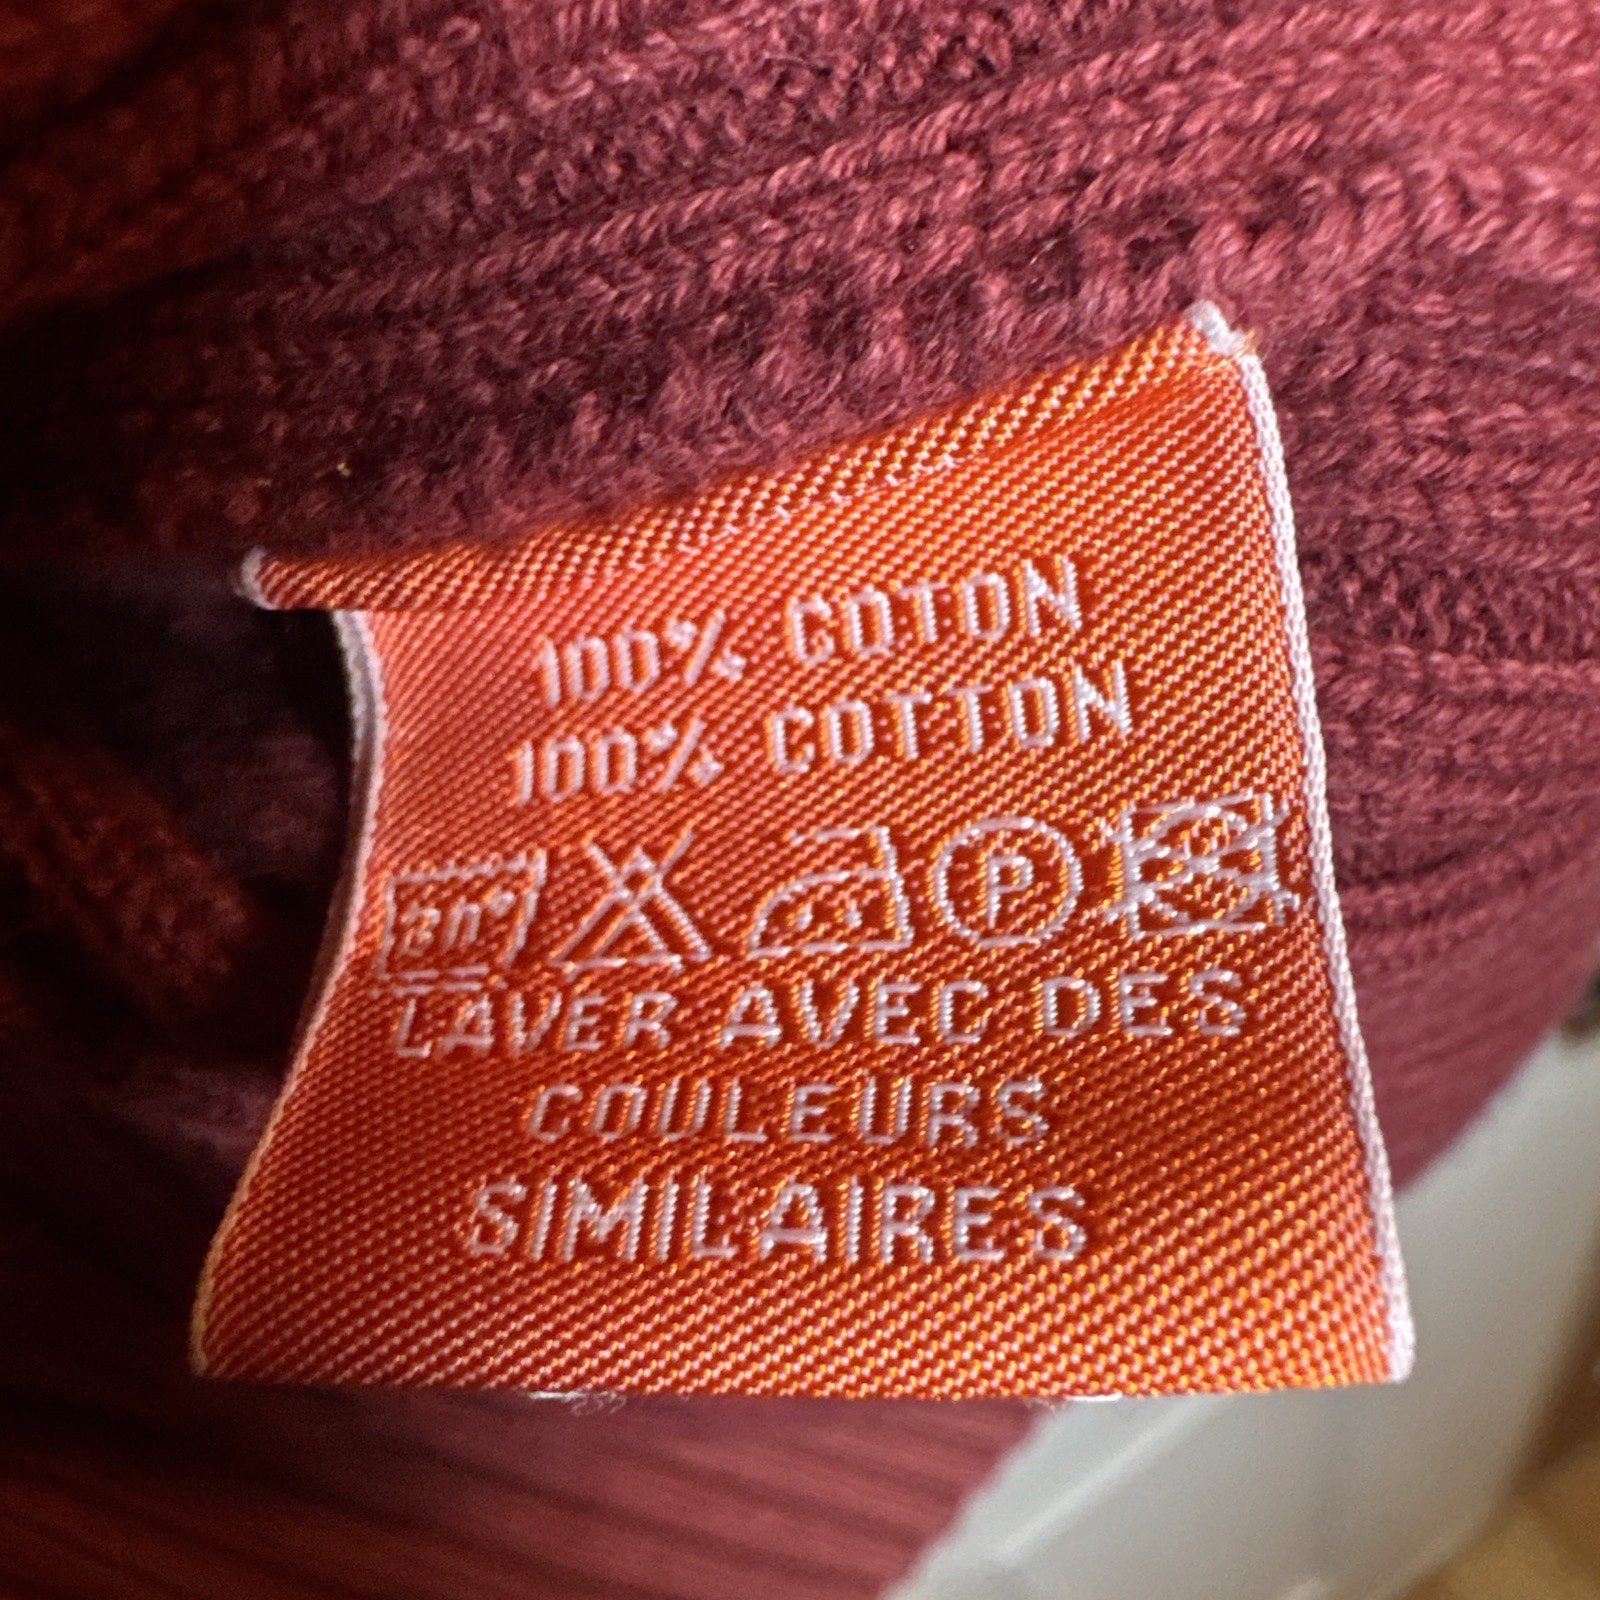 100% COTON
100% COTTON
30° P
LAVER AVEC DES
COULEURS
SIMILAIRES